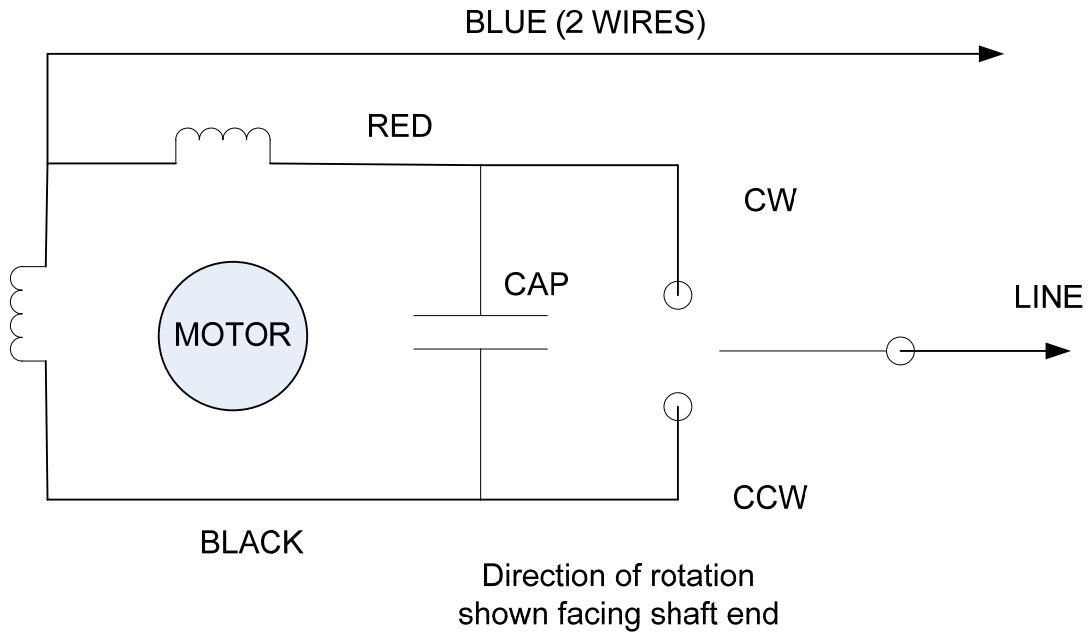 BLUE (2 WIRES)
RED
CW
CAP
LINE
MOTOR
CCW
BLACK
Direction of rotation
shown facing shaft end